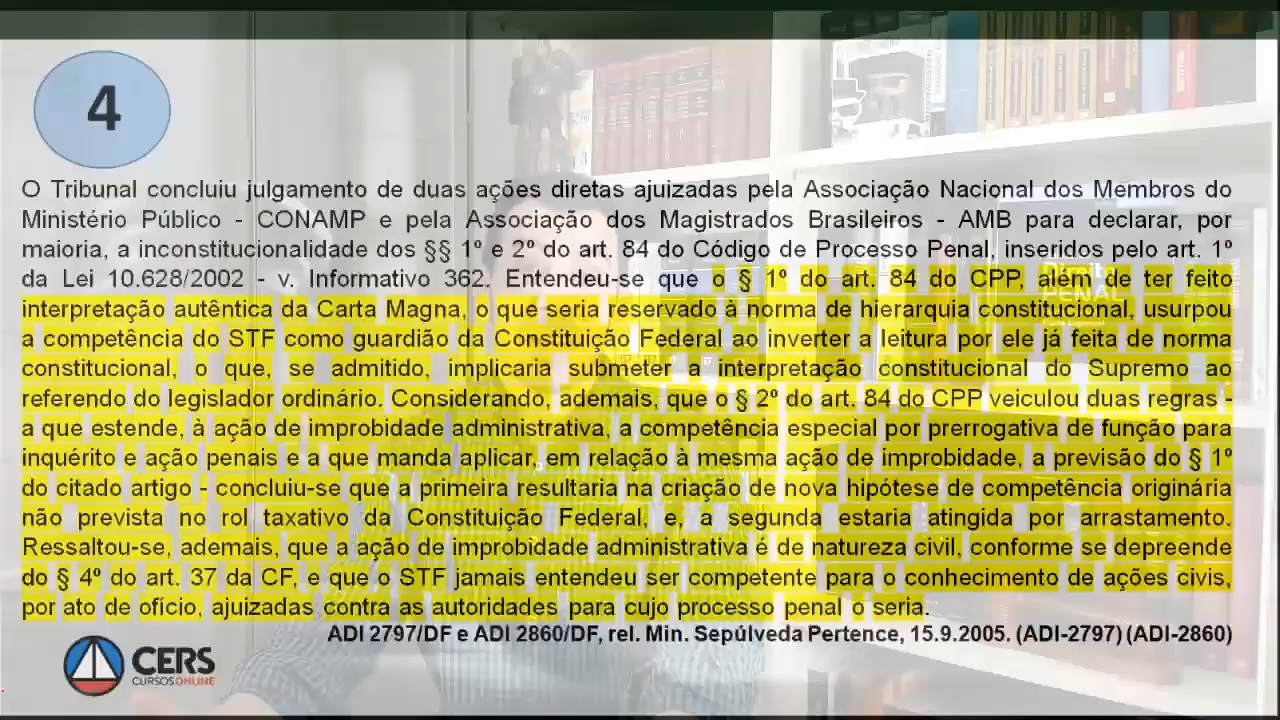 4
O Tribunal concluiu julgamento de duas ações diretas ajuizadas pela Associação Nacional dos Membros do
Ministério Público - CONAMP e pela Associação dos Magistrados Brasileiros - AMB para declarar, por
maioria, a inconstitucionalidade dos §§ 1º e 2º do art. 84 do Código de Processo Penal, inseridos pelo art. 1º
da Lei 10.628/2002 - v. Informativo 362. Entendeu-se que o § 1º do art. 84 do CPP, além de ter feito
interpretação autêntica da Carta Magna, o que seria reservado à norma de hierarquia constitucional, usurpou
a competência do STF como guardião da Constituição Federal ao inverter a leitura por ele já feita de norma
constitucional, o que, se admitido, implicaria submeter a interpretação constitucional do Supremo ao
referendo do legislador ordinário. Considerando, ademais, que o § 2º do art. 84 do CPP veiculou duas regras -
a que estende, à ação de improbidade administrativa, a competência especial por prerrogativa de função para
inquérito e ação penais e a que manda aplicar, em relação à mesma ação de improbidade, a previsão do § 1º
do citado artigo - concluiu-se que a primeira resultaria na criação de nova hipótese de competência originária
não prevista no rol taxativo da Constituição Federal, e, a segunda estaria atingida por arrastamento.
Ressaltou-se, ademais, que a ação de improbidade administrativa é de natureza civil, conforme se depreende
do § 4º do art. 37 da CF, e que o STF jamais entendeu ser competente para o conhecimento de ações civis,
por ato de ofício, ajuizadas contra as autoridades para cujo processo penal o seria.
ADI 2797/DF e ADI 2860/DF, rel. Min. Sepúlveda Pertence, 15.9.2005. (ADI-2797) (ADI-2860)
CERS
CURSOS ONLINE